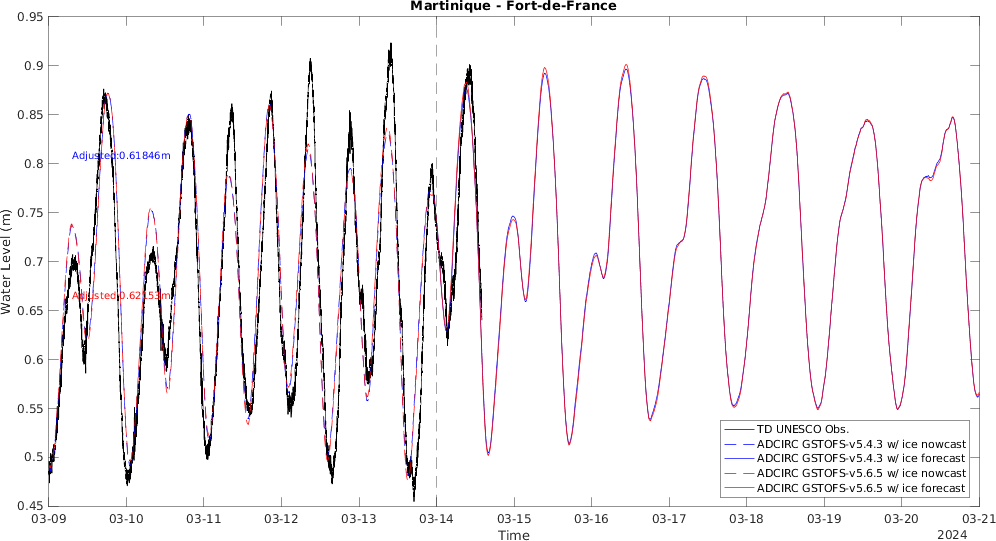 Martinique - Fort-de-France
0.95
0.9
0.85
0.8
0.75
0.7
0.65
0.6
0.55
0.5
0.45
Water Level (m)
Adjusted:0.61846m
Adjusted:0.62153m
TD UNESCO Obs.
ADCIRC GSTOFS-v5.4.3 w/ ice nowcast
ADCIRC GSTOFS-v5.4.3 w/ ice forecast
ADCIRC GSTOFS-v5.6.5 w/ ice nowcast
ADCIRC GSTOFS-v5.6.5 w/ ice forecast
03-09 03-10 03-11 03-12 03-13 03-14 03-15 03-16 03-17 03-18 03-19 03-20 03-21
Time
2024